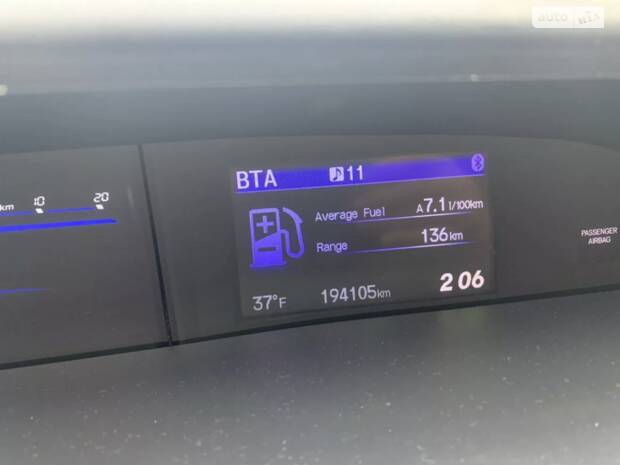 auto RIA
BTA 11
km 10 20
Average Fuel A7.1 l/100km
Range 136km
PASSENGER
AIRBAG
37°F 194105km 2 06